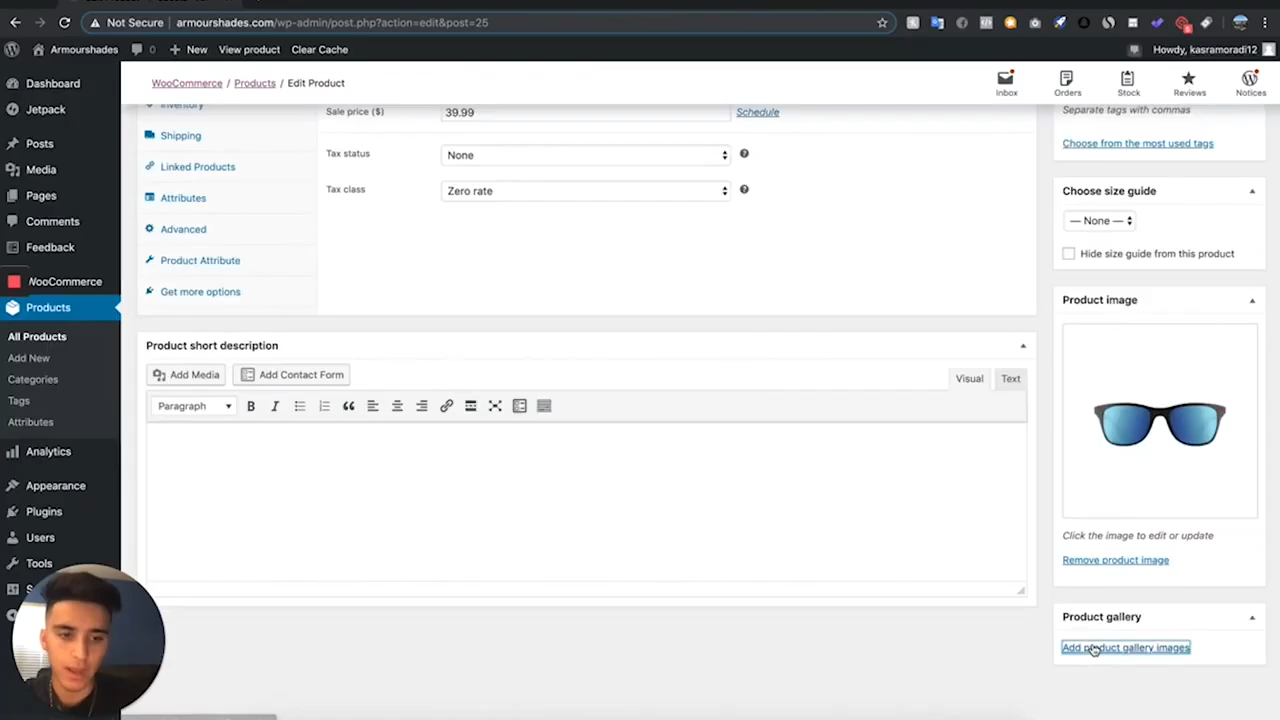 Not Secure | armourshades.com/wp-admin/post.php?action=edit&post=25
Armourshades 0 New View product Clear Cache Howdy, kasramoradi12
Dashboard
Jetpack
Posts
Media
Pages
Comments
Feedback
WooCommerce
Products
All Products
Add New
Categories
Tags
Attributes
Analytics
Appearance
Plugins
Users
Tools
WooCommerce / Products / Edit Product
Inbox Orders Stock Reviews Notices
Inventory
Shipping
Linked Products
Attributes
Advanced
Product Attribute
Get more options
Sale price ($) 39.99 Schedule
Tax status None
Tax class Zero rate
Product short description
Add Media Add Contact Form Visual Text
Paragraph
Separate tags with commas
Choose from the most used tags
Choose size guide
— None —
Hide size guide from this product
Product image
Click the image to edit or update
Remove product image
Product gallery
Add product gallery images